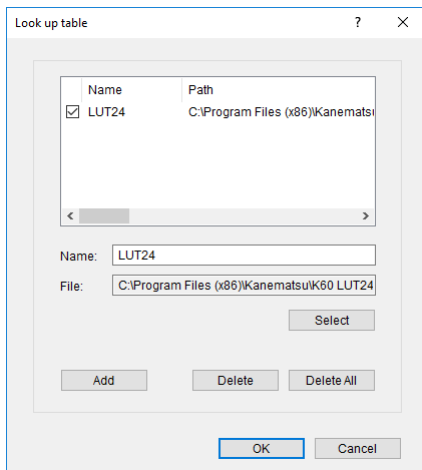 Look up table ?
Name Path
LUT24 C:\Program Files (x86)\Kanemats
Name: LUT24
File: C:\Program Files (x86)\Kanematsu\K60 LUT24
Select
Add Delete Delete All
OK Cancel